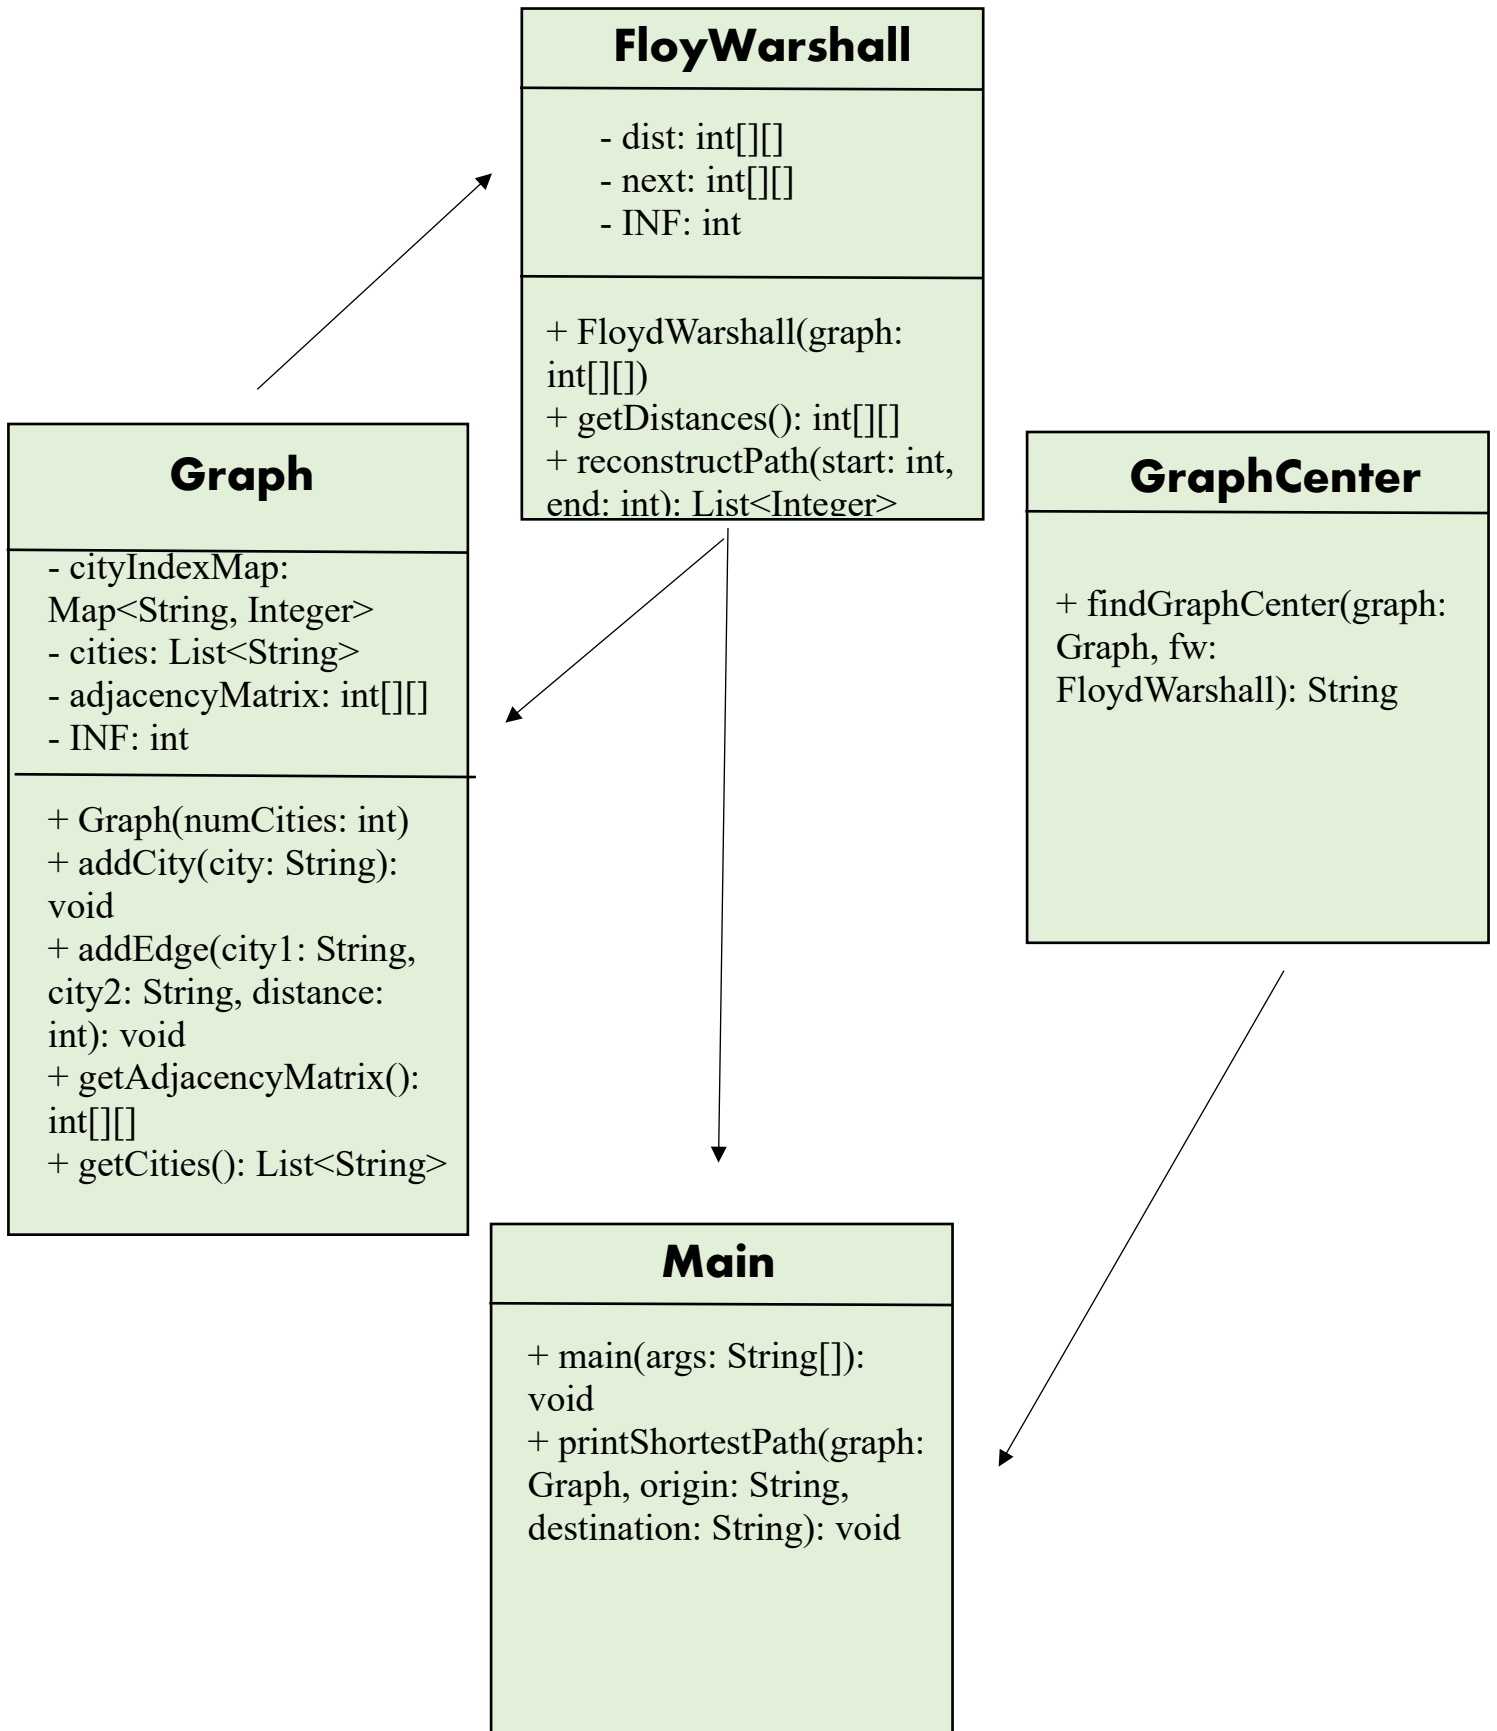 FloyWarshall
- dist: int[][]
- next: int[][]
- INF: int
+ FloydWarshall(graph:
int[][])
+ getDistances(): int[][]
+ reconstructPath(start: int,
end: int): List<Integer>
Graph
- cityIndexMap:
Map<String, Integer>
- cities: List<String>
- adjacencyMatrix: int[][]
- INF: int
+ Graph(numCities: int)
+ addCity(city: String):
void
+ addEdge(city1: String,
city2: String, distance:
int): void
+ getAdjacencyMatrix():
int[][]
+ getCities(): List<String>
GraphCenter
+ findGraphCenter(graph:
Graph, fw:
FloydWarshall): String
Main
+ main(args: String[]):
void
+ printShortestPath(graph:
Graph, origin: String,
destination: String): void